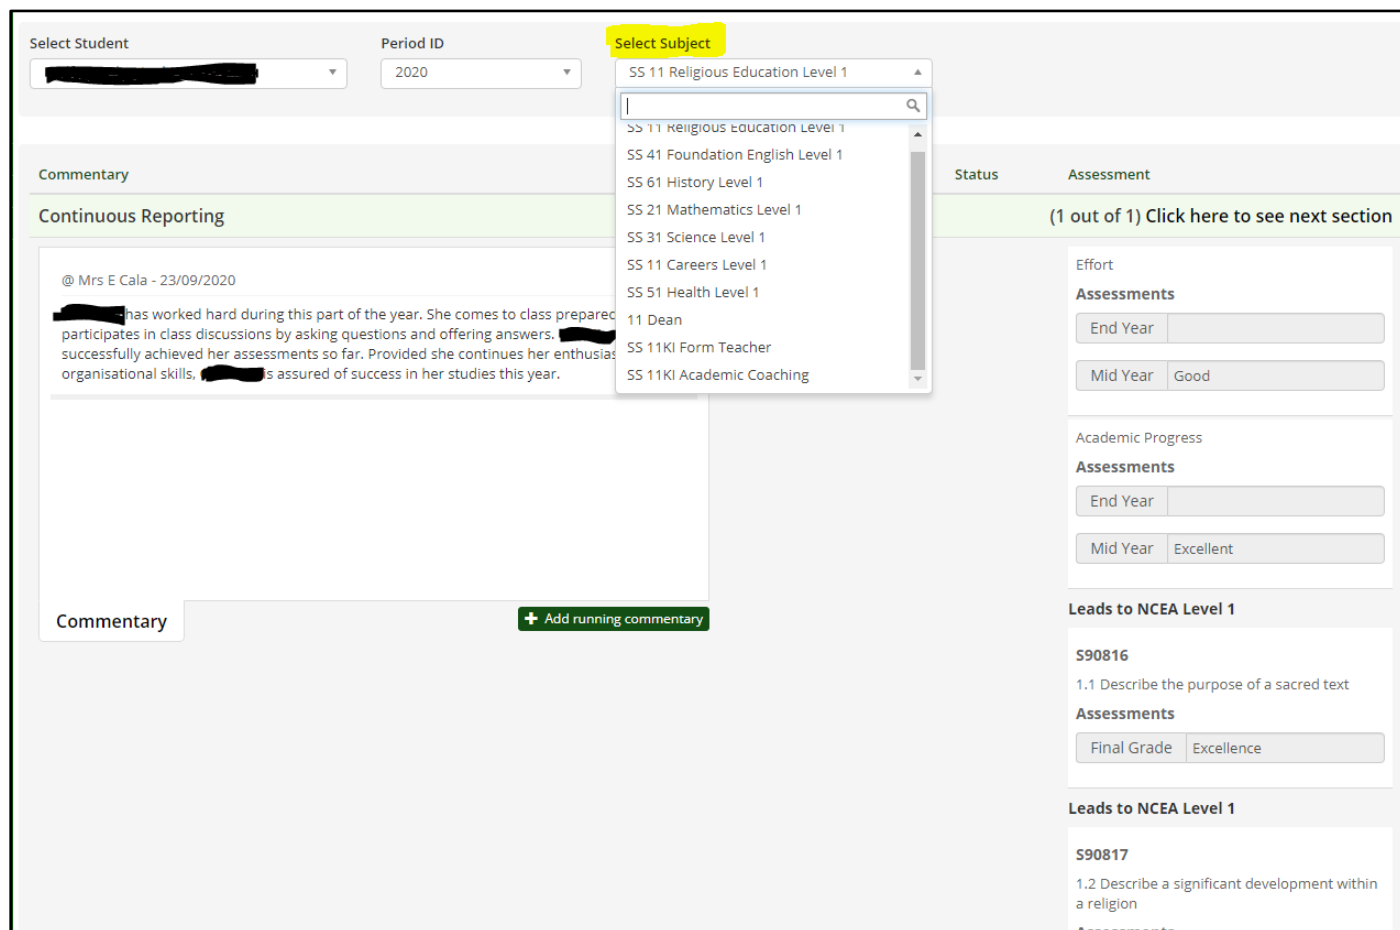 Select Student
Period ID
Select Subject
2020
SS 11 Religious Education Level 1
SS 11 Religious Education Level 1
SS 41 Foundation English Level 1
SS 61 History Level 1
SS 21 Mathematics Level 1
SS 31 Science Level 1
SS 11 Careers Level 1
SS 51 Health Level 1
11 Dean
SS 11KI Form Teacher
SS 11KI Academic Coaching
Commentary
Status
Assessment
Continuous Reporting
(1 out of 1) Click here to see next section
@ Mrs E Cala - 23/09/2020
has worked hard during this part of the year. She comes to class prepared
participates in class discussions by asking questions and offering answers.
successfully achieved her assessments so far. Provided she continues her
organisational skills, is assured of success in her studies this year.
Commentary
+ Add running commentary
Effort
Assessments
End Year
Mid Year Good
Academic Progress
Assessments
End Year
Mid Year Excellent
Leads to NCEA Level 1
S90816
1.1 Describe the purpose of a sacred text
Assessments
Final Grade Excellence
Leads to NCEA Level 1
S90817
1.2 Describe a significant development within
a religion